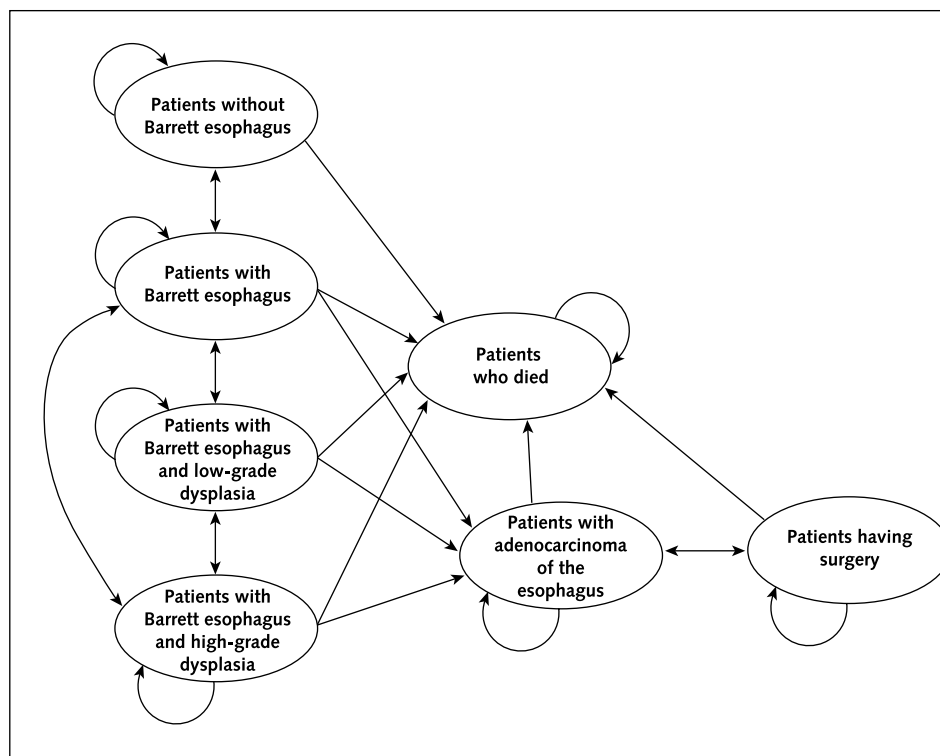 Patients without
Barrett esophagus
Patients with
Barrett esophagus
Patients
who died
Patients with
Barrett esophagus
and low-grade
dysplasia
Patients with
adenocarcinoma
of the
esophagus
Patients having
surgery
Patients with
Barrett esophagus
and high-grade
dysplasia